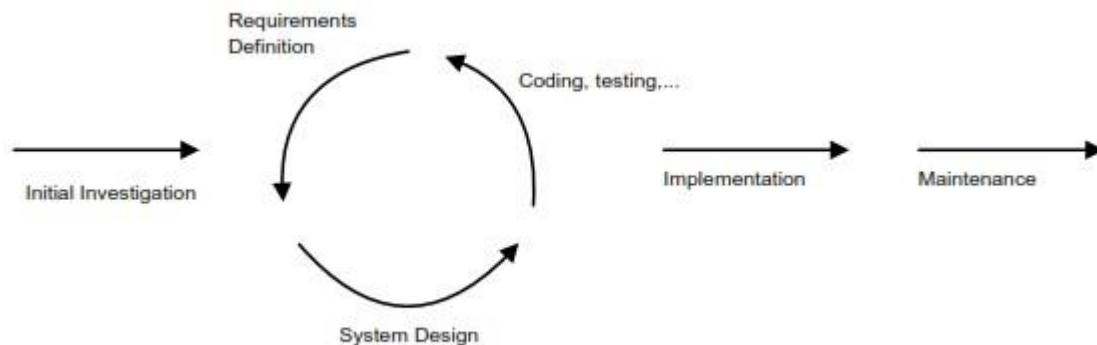 Requirements
Definition
Coding, testing,...
Initial Investigation
Implementation
Maintenance
System Design